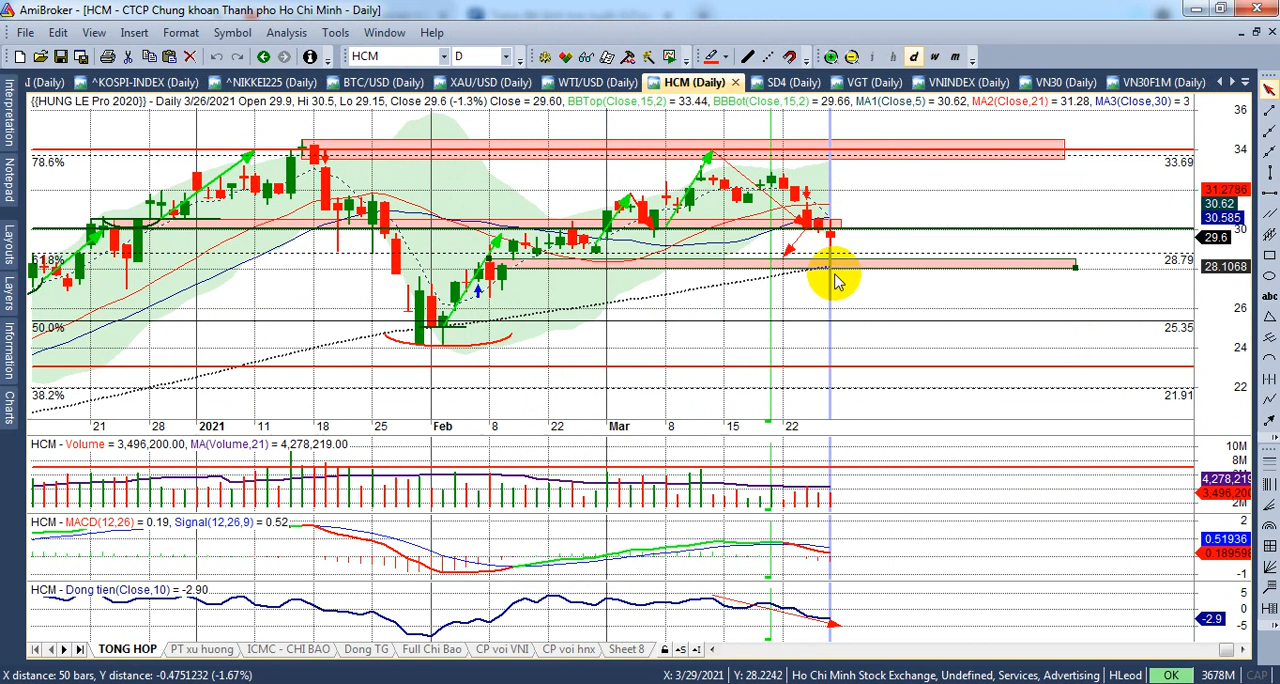 AmiBroker - [HCM - CTCP Chung khoan Thanh pho Ho Chi Minh - Daily]
File Edit View Insert Format Symbol Analysis Tools Window Help
HCM D d w m
AI (Daily) ^KOSPI-INDEX (Daily) ^NIKKEI225 (Daily) BTC/USD (Daily) XAU/USD (Daily) WTI/USD (Daily) HCM (Daily) SD4 (Daily) VGT (Daily) VNINDEX (Daily) VN30 (Daily) VN30F1M (Daily)
Interpretation
Notepad
Layouts
Layers
Information
Charts
{{HUNG LE Pro 2020}} - Daily 3/26/2021 Open 29.9, Hi 30.5, Lo 29.15, Close 29.6 (-1.3%) Close = 29.60, BBTop(Close,15,2) = 33.44, BBBot(Close,15,2) = 29.66, MA1(Close,5) = 30.62, MA2(Close,21) = 31.28, MA3(Close,30) = 3
36
34
78.6% 33.69
31.2786
30.62
30.585
30
29.6
61.8% 28.79
28.1068
26
50.0% 25.35
24
22
38.2% 21.91
21 28 2021 11 18 25 Feb 8 22 Mar 8 15 22
HCM - Volume = 3,496,200.00, MA(Volume,21) = 4,278,219.00
10M
8M
6M
4,278,219
3,496,200
2M
HCM - MACD(12,26) = 0.19, Signal(12,26,9) = 0.52
2
0.51936
0.189598
-1
HCM - Dong tien(Close,10) = -2.90
5
0
-2.9
-5
TONG HOP PT xu huong ICMC - CHI BAO Dong TG Full Chi Bao CP voi VNI CP voi hnx Sheet 8
X distance: 50 bars, Y distance: -0.4751232 (-1.67%) X: 3/29/2021 Y: 28.2242 Ho Chi Minh Stock Exchange, Undefined, Services, Advertising HLeod OK 3678M CAP